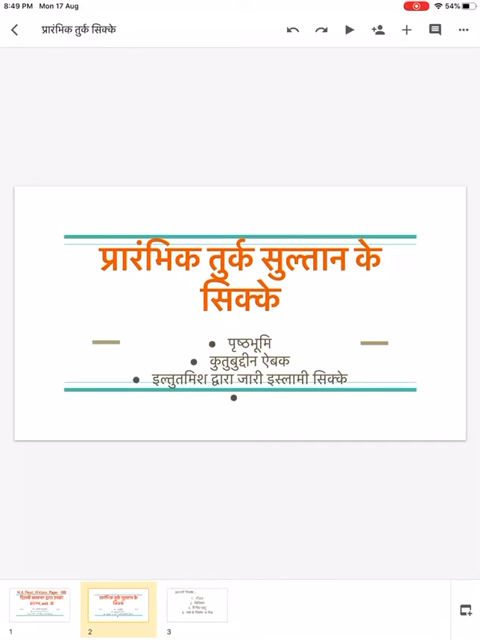 8:49 PM Mon 17 Aug
54%
प्रारंभिक तुर्क सिक्के
प्रारंभिक तुर्क सुल्तान के
सिक्के
पृष्ठभूमि
कुतुबुद्दीन ऐबक
इल्तुतमिश द्वारा जारी इस्लामी सिक्के
1
2
3